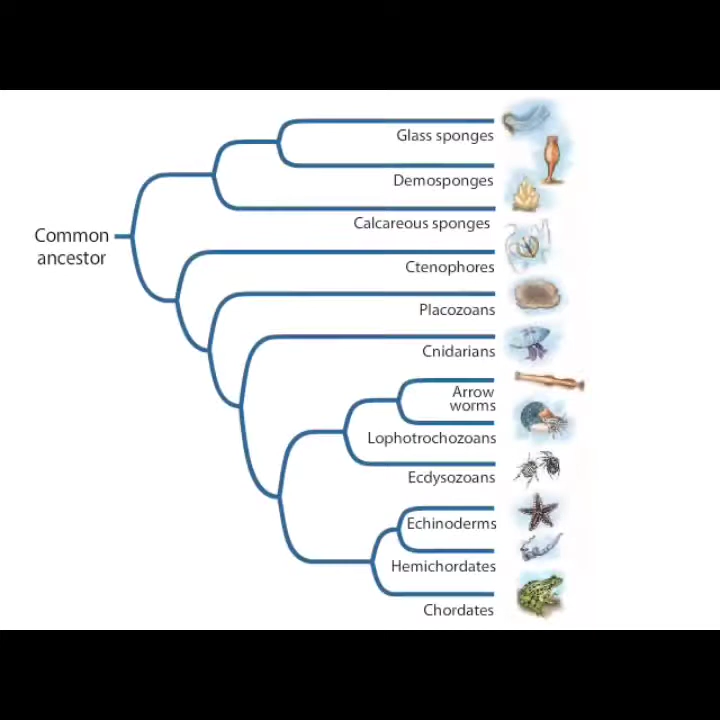 Glass sponges
Demosponges
Calcareous sponges
Common
ancestor
Ctenophores
Placozoans
Cnidarians
Arrow
worms
Lophotrochozoans
Ecdysozoans
Echinoderms
Hemichordates
Chordates